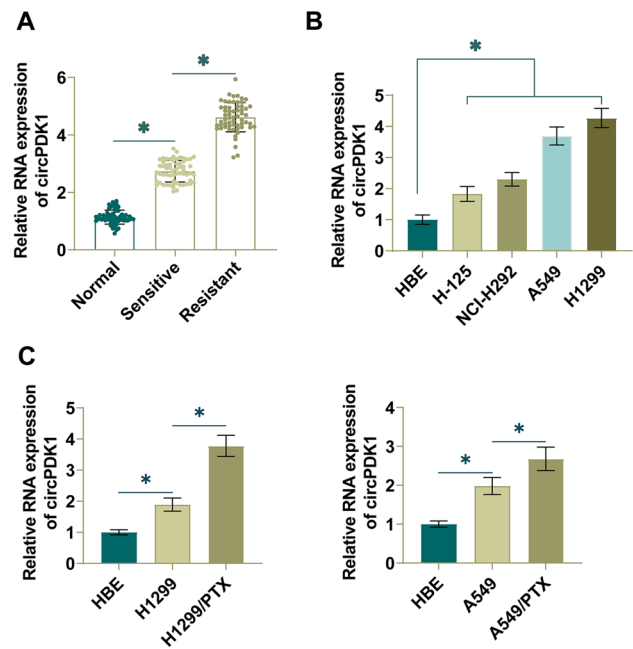 A
B
Relative RNA expression
of circPDK1
6
4
2
0
*
*
Normal
Sensitive
Resistant
Relative RNA expression
of circPDK1
5
4
3
2
1
0
*
HBE
H-125
NCI-H292
A549
H1299
C
Relative RNA expression
of circPDK1
5
4
3
2
1
0
*
*
HBE
H1299
H1299/PTX
Relative RNA expression
of circPDK1
4
3
2
1
0
*
*
HBE
A549
A549/PTX